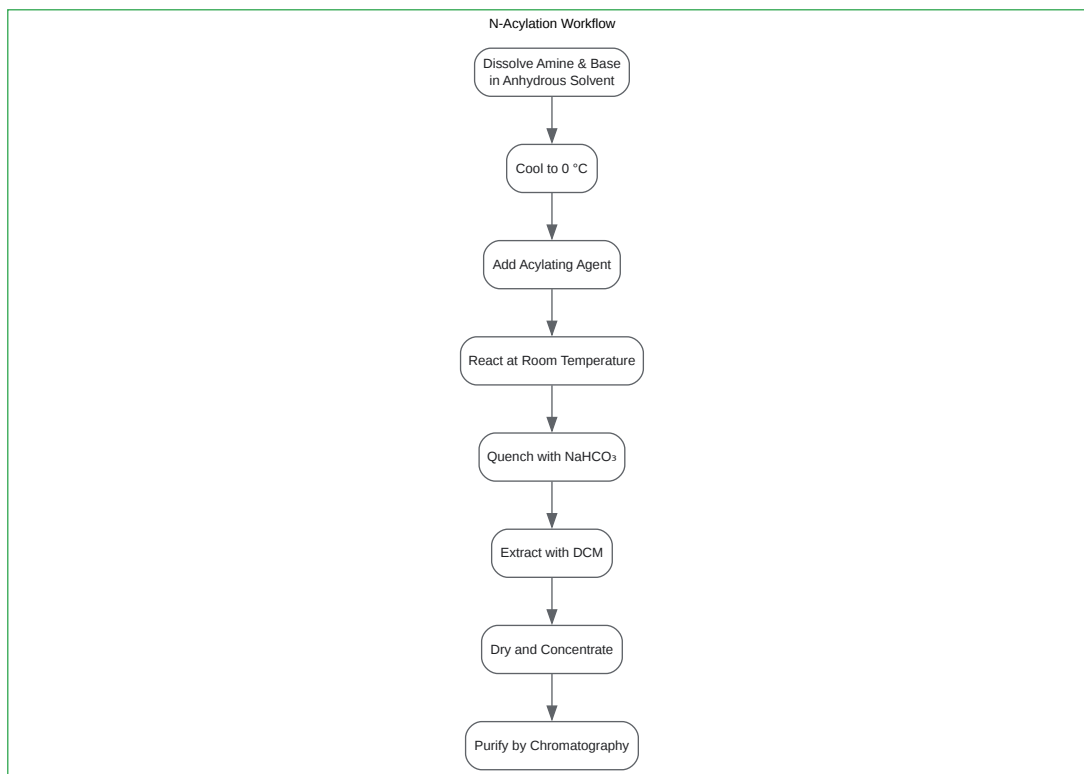 N-Acylation Workflow
Dissolve Amine & Base
in Anhydrous Solvent
Cool to 0 °C
Add Acylating Agent
React at Room Temperature
Quench with NaHCO₃
Extract with DCM
Dry and Concentrate
Purify by Chromatography